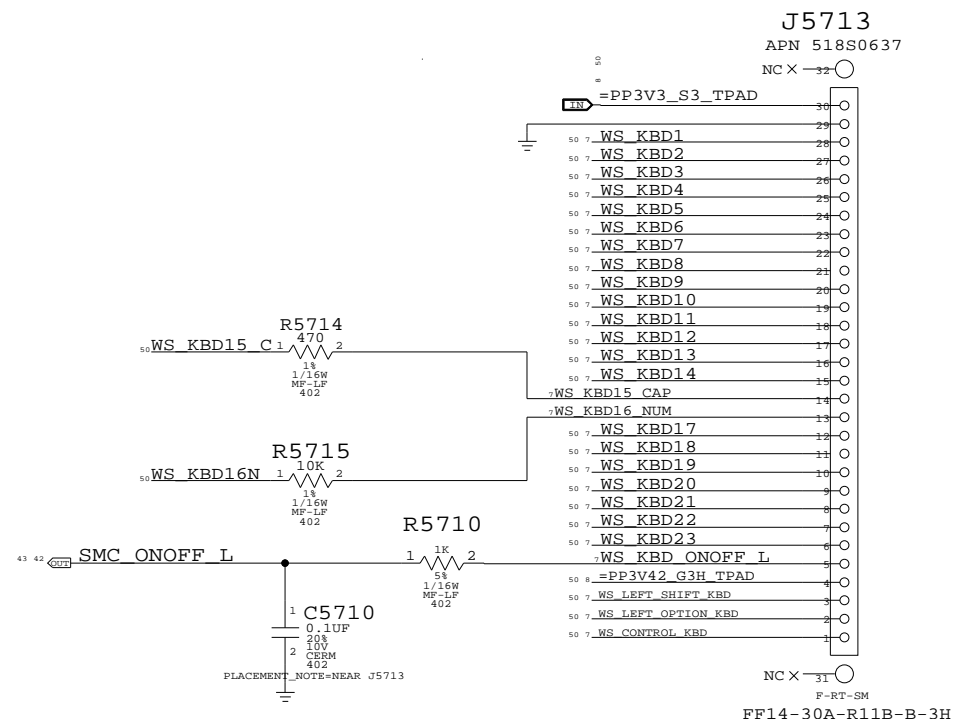 J5713
APN 518S0637
8 50
NC 32
IN =PP3V3_S3_TPAD 30
29
50 7 WS_KBD1 28
50 7 WS_KBD2 27
50 7 WS_KBD3 26
50 7 WS_KBD4 25
50 7 WS_KBD5 24
50 7 WS_KBD6 23
50 7 WS_KBD7 22
50 7 WS_KBD8 21
50 7 WS_KBD9 20
50 7 WS_KBD10 19
50 7 WS_KBD11 18
50 7 WS_KBD12 17
50 7 WS_KBD13 16
50 7 WS_KBD14 15
7 WS_KBD15_CAP 14
7 WS_KBD16_NUM 13
50 7 WS_KBD17 12
50 7 WS_KBD18 11
50 7 WS_KBD19 10
50 7 WS_KBD20 9
50 7 WS_KBD21 8
50 7 WS_KBD22 7
50 7 WS_KBD23 6
7 WS_KBD_ONOFF_L 5
50 8 =PP3V42_G3H_TPAD 4
50 7 WS_LEFT_SHIFT_KBD 3
50 7 WS_LEFT_OPTION_KBD 2
50 7 WS_CONTROL_KBD 1
NC 31
F-RT-SM
FF14-30A-R11B-B-3H
R5714
470
50 WS_KBD15_C 1 2
1%
1/16W
MF-LF
402
R5715
10K
50 WS_KBD16N 1 2
1%
1/16W
MF-LF
402
R5710
1K
43 42 OUT SMC_ONOFF_L 1 2
5%
1/16W
MF-LF
402
1 C5710
0.1UF
20%
10V
2 CERM
402
PLACEMENT_NOTE=NEAR J5713